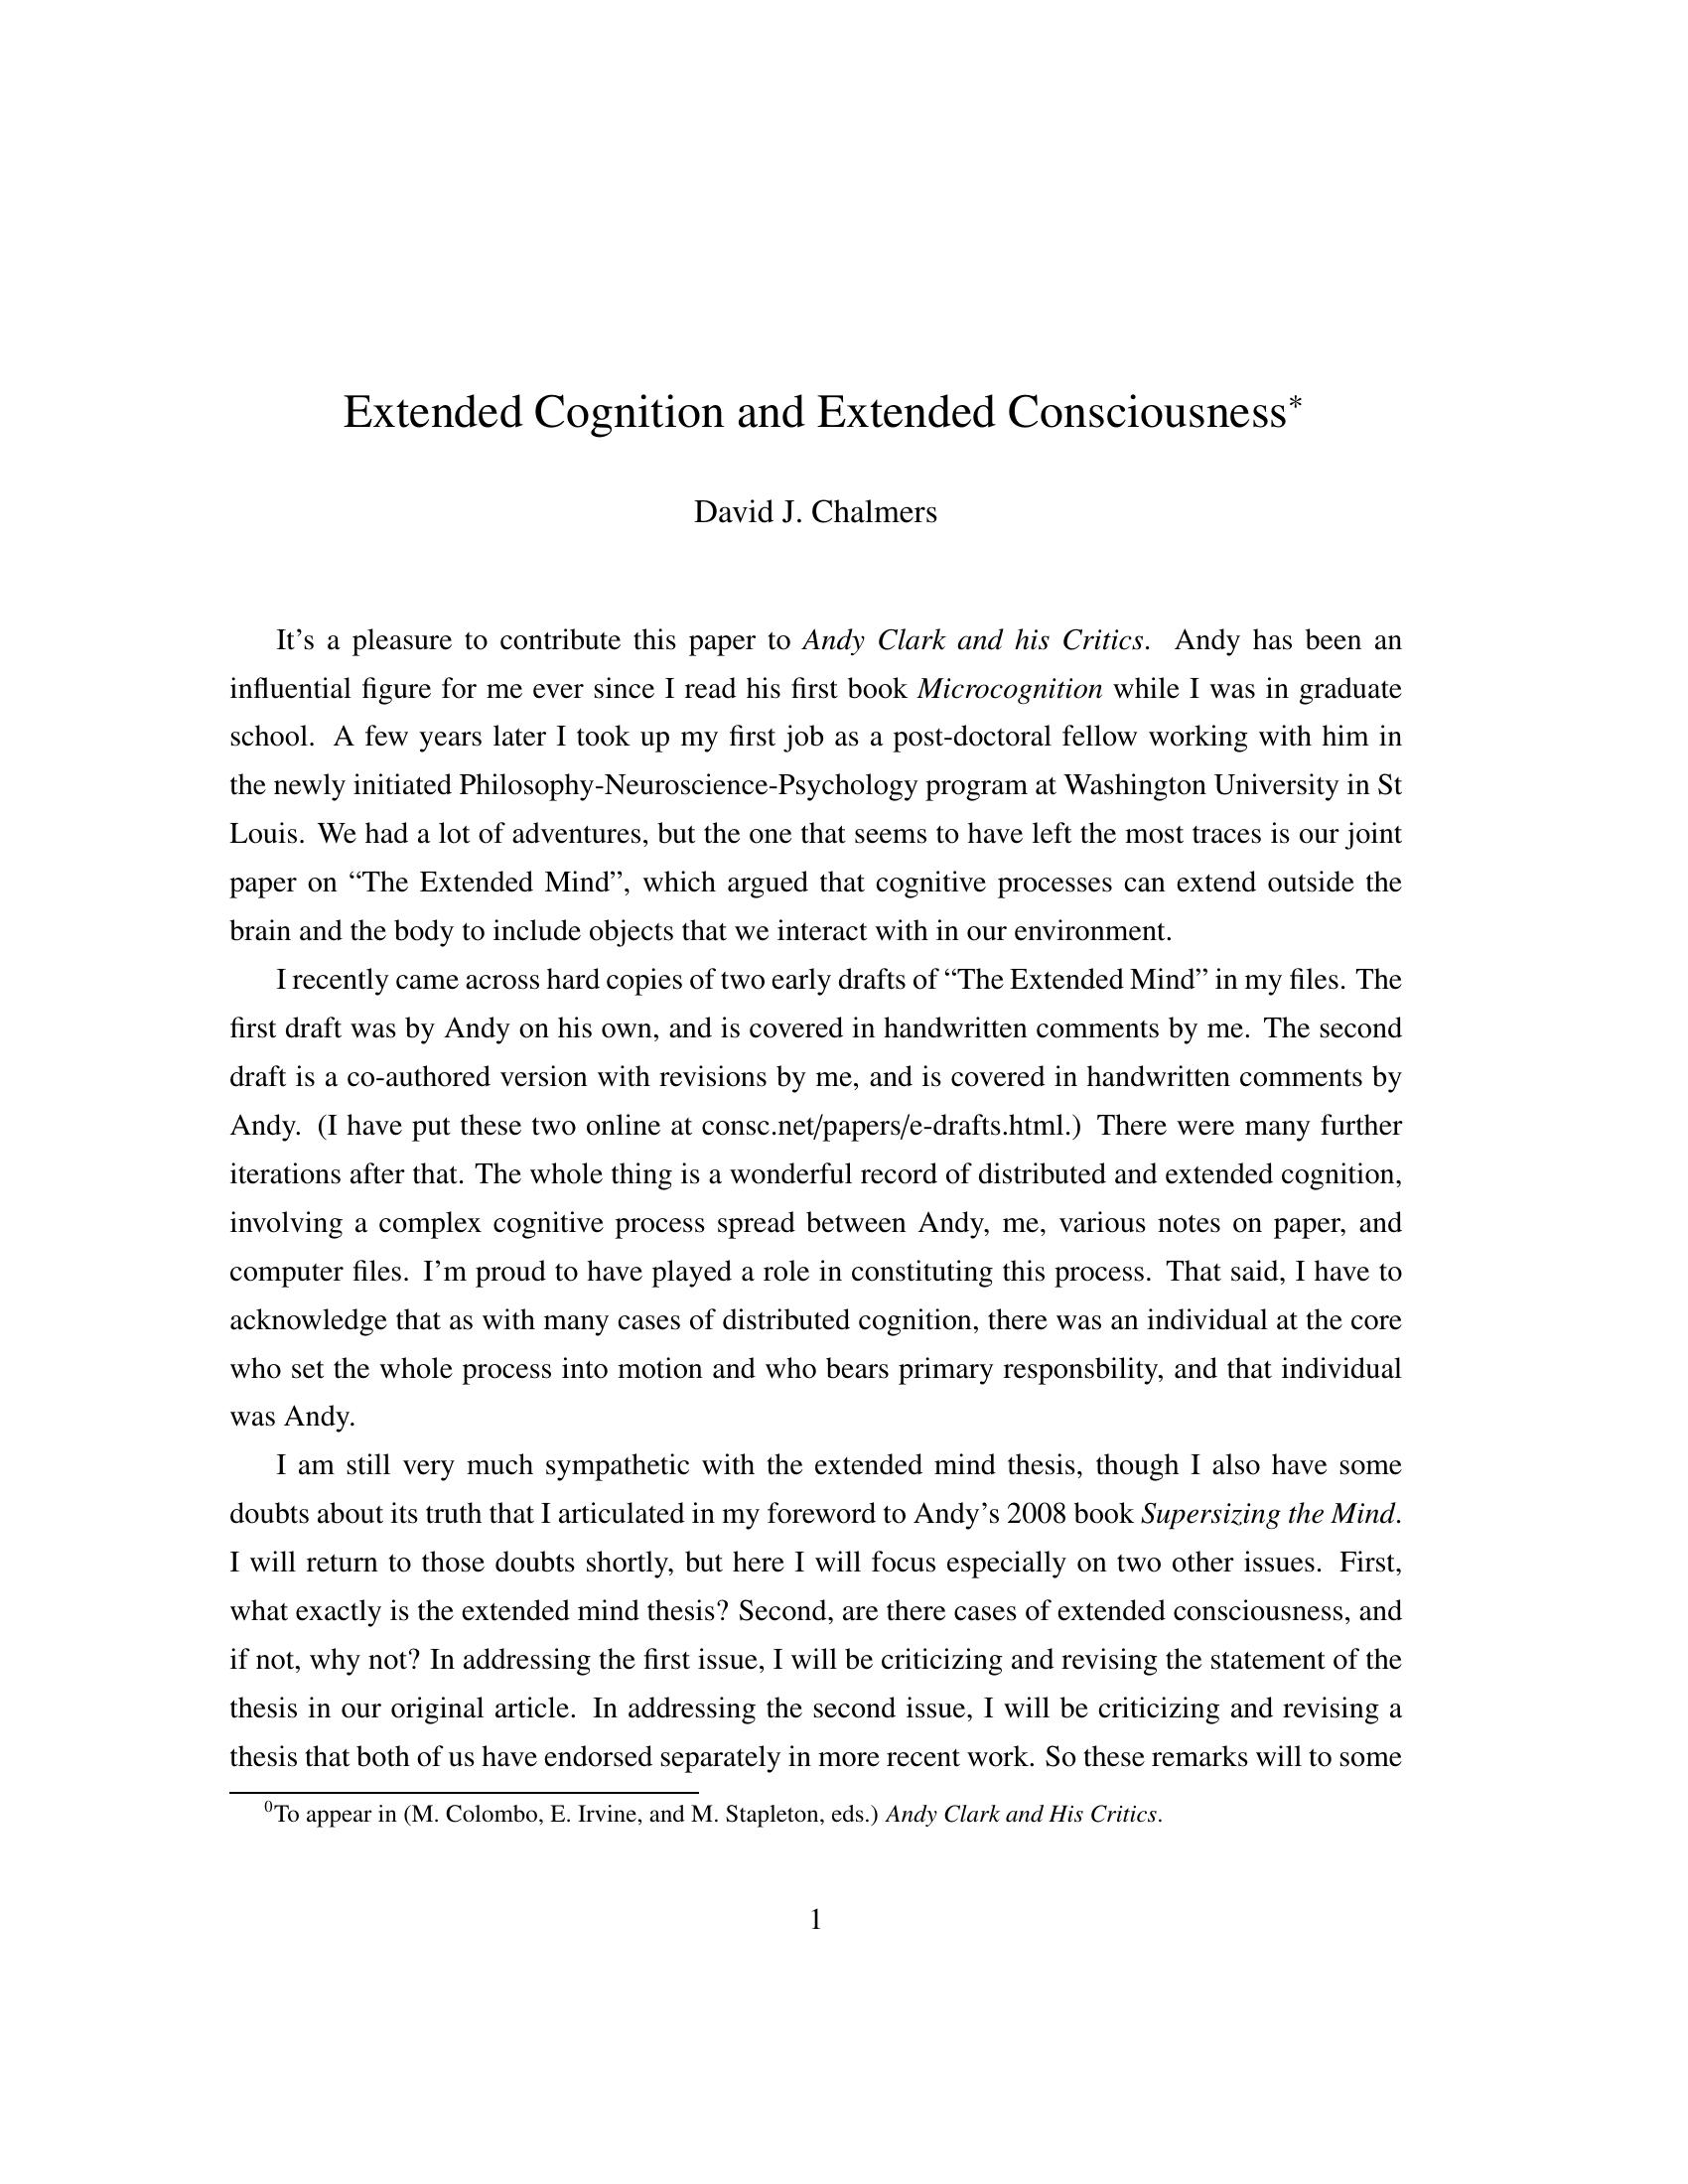 Extended Cognition and Extended Consciousness*
David J. Chalmers
It's a pleasure to contribute this paper to Andy Clark and his Critics. Andy has been an
influential figure for me ever since I read his first book Microcognition while I was in graduate
school. A few years later I took up my first job as a post-doctoral fellow working with him in
the newly initiated Philosophy-Neuroscience-Psychology program at Washington University in St
Louis. We had a lot of adventures, but the one that seems to have left the most traces is our joint
paper on “The Extended Mind”, which argued that cognitive processes can extend outside the
brain and the body to include objects that we interact with in our environment.
I recently came across hard copies of two early drafts of “The Extended Mind” in my files. The
first draft was by Andy on his own, and is covered in handwritten comments by me. The second
draft is a co-authored version with revisions by me, and is covered in handwritten comments by
Andy. (I have put these two online at consc.net/papers/e-drafts.html.) There were many further
iterations after that. The whole thing is a wonderful record of distributed and extended cognition,
involving a complex cognitive process spread between Andy, me, various notes on paper, and
computer files. I'm proud to have played a role in constituting this process. That said, I have to
acknowledge that as with many cases of distributed cognition, there was an individual at the core
who set the whole process into motion and who bears primary responsbility, and that individual
was Andy.
I am still very much sympathetic with the extended mind thesis, though I also have some
doubts about its truth that I articulated in my foreword to Andy's 2008 book Supersizing the Mind.
I will return to those doubts shortly, but here I will focus especially on two other issues. First,
what exactly is the extended mind thesis? Second, are there cases of extended consciousness, and
if not, why not? In addressing the first issue, I will be criticizing and revising the statement of the
thesis in our original article. In addressing the second issue, I will be criticizing and revising a
thesis that both of us have endorsed separately in more recent work. So these remarks will to some
0To appear in (M. Colombo, E. Irvine, and M. Stapleton, eds.) Andy Clark and His Critics.
1